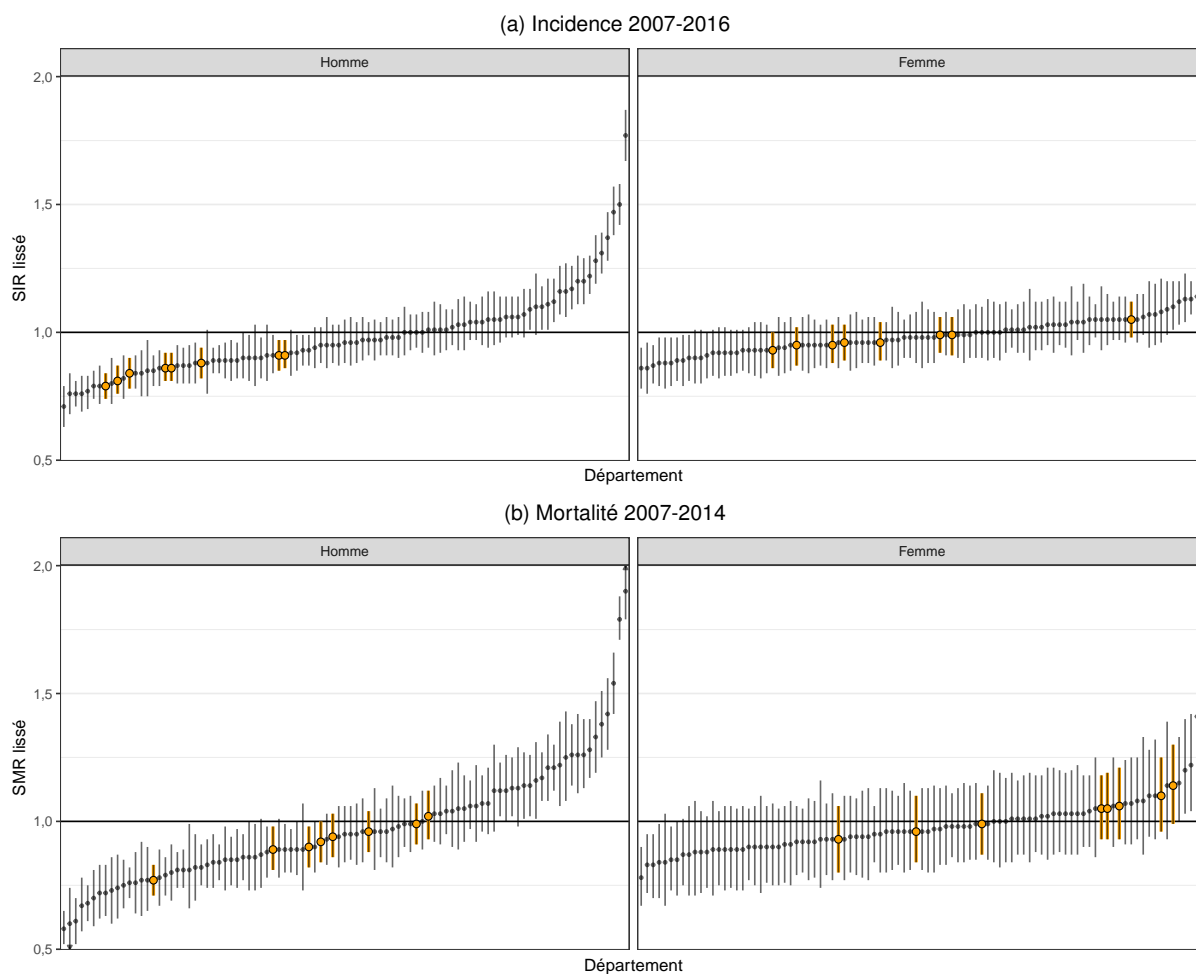 (a) Incidence 2007-2016
Homme
Femme
2,0
1,5
1,0
0,5
SIR lissé
Département
(b) Mortalité 2007-2014
Homme
Femme
2,0
1,5
1,0
0,5
SMR lissé
Département